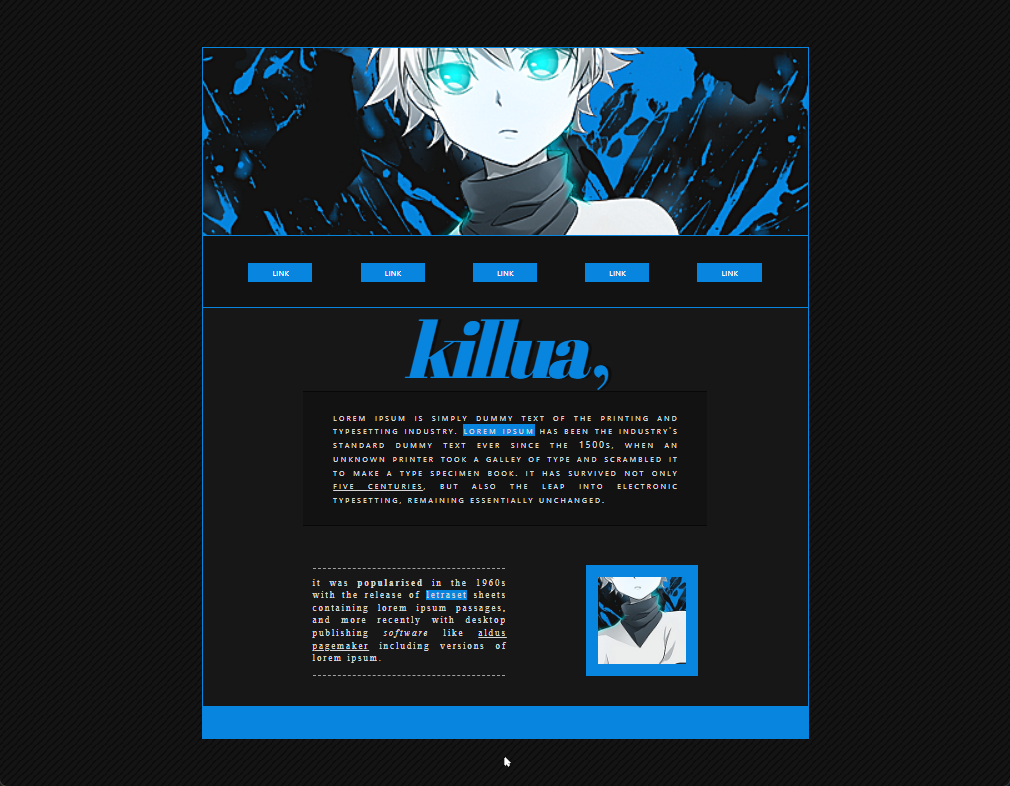 LINK
LINK
LINK
LINK
LINK
killua,
LOREM IPSUM IS SIMPLY DUMMY TEXT OF THE PRINTING AND
TYPESETTING INDUSTRY. LOREM IPSUM HAS BEEN THE INDUSTRY'S
STANDARD DUMMY TEXT EVER SINCE THE 1500S, WHEN AN
UNKNOWN PRINTER TOOK A GALLEY OF TYPE AND SCRAMBLED IT
TO MAKE A TYPE SPECIMEN BOOK. IT HAS SURVIVED NOT ONLY
FIVE CENTURIES, BUT ALSO THE LEAP INTO ELECTRONIC
TYPESETTING, REMAINING ESSENTIALLY UNCHANGED.
it was popularised in the 1960s
with the release of letraset sheets
containing lorem ipsum passages,
and more recently with desktop
publishing software like aldus
pagemaker including versions of
lorem ipsum.